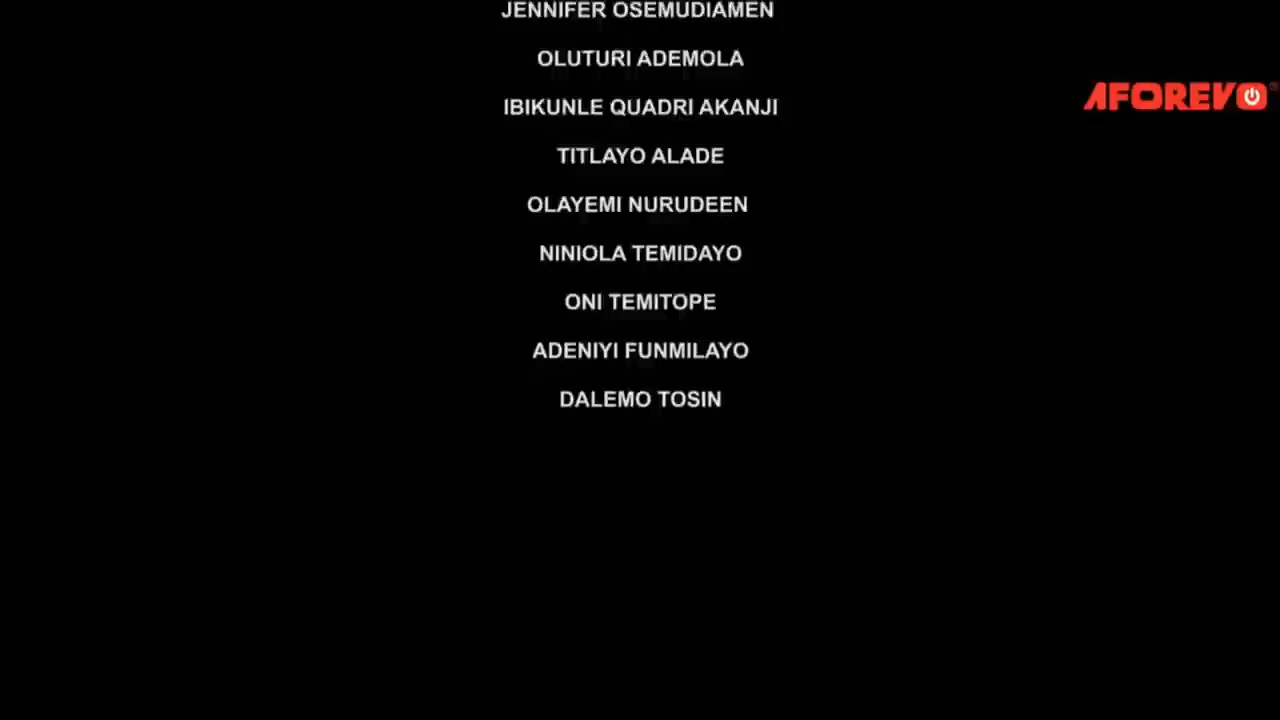 JENNIFER OSEMUDIAMEN
OLUTURI ADEMOLA
AFOREVO
IBIKUNLE QUADRI AKANJI
TITLAYO ALADE
OLAYEMI NURUDEEN
NINIOLA TEMIDAYO
ONI TEMITOPE
ADENIYI FUNMILAYO
DALEMO TOSIN